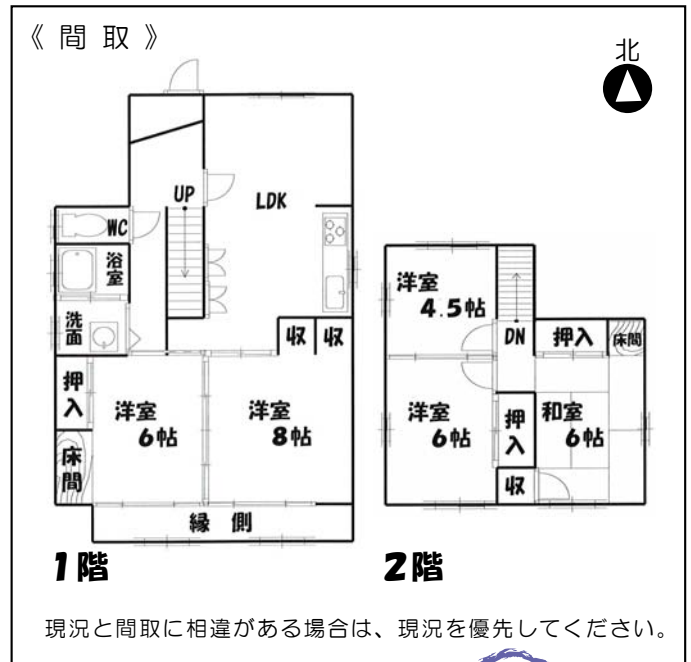 《 間 取 》
北
UP
LDK
WC
浴室
洗面
収 収
押入
洋室
6帖
洋室
8帖
床間
縁 側
1階
洋室
4.5帖
DN
押入
床間
洋室
6帖
押入
和室
6帖
収
2階
現況と間取に相違がある場合は、現況を優先してください。